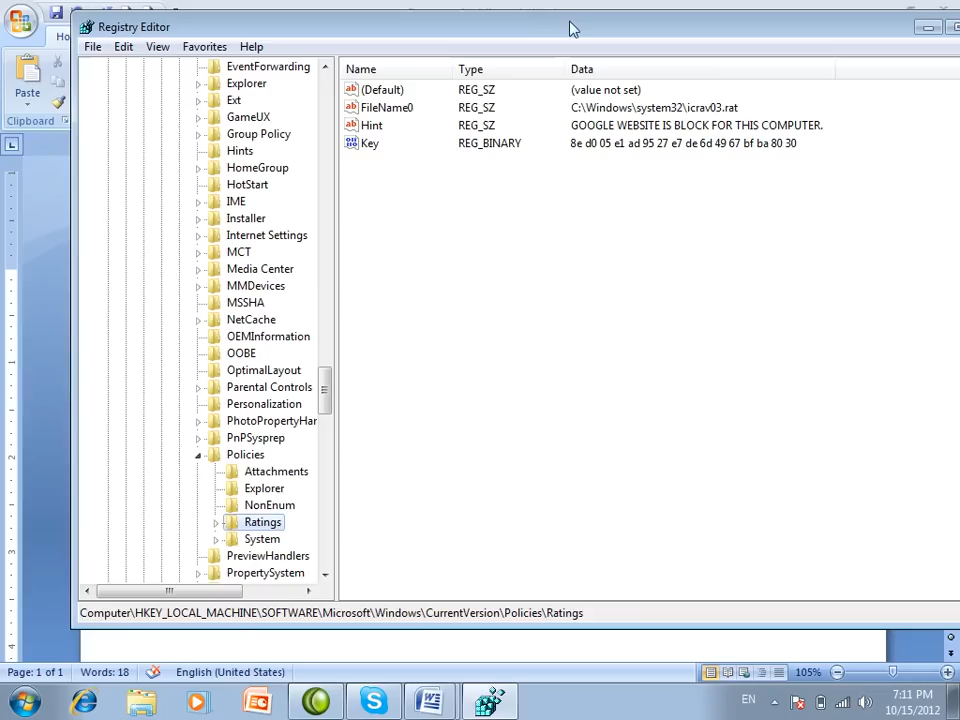 Registry Editor
Ho
File Edit View Favorites Help
Paste
Clipboard
EventForwarding
Explorer
Ext
GameUX
Group Policy
Hints
HomeGroup
HotStart
IME
Installer
Internet Settings
MCT
Media Center
MMDevices
MSSHA
NetCache
OEMInformation
OOBE
OptimalLayout
Parental Controls
Personalization
PhotoPropertyHar
PnPSysprep
Policies
Attachments
Explorer
NonEnum
Ratings
System
PreviewHandlers
PropertySystem
Name Type Data
(Default) REG_SZ (value not set)
FileName0 REG_SZ C:\Windows\system32\icrav03.rat
Hint REG_SZ GOOGLE WEBSITE IS BLOCK FOR THIS COMPUTER.
Key REG_BINARY 8e d0 05 e1 ad 95 27 e7 de 6d 49 67 bf ba 80 30
Computer\HKEY_LOCAL_MACHINE\SOFTWARE\Microsoft\Windows\CurrentVersion\Policies\Ratings
Page: 1 of 1 Words: 18 English (United States) 105%
EN 7:11 PM
10/15/2012